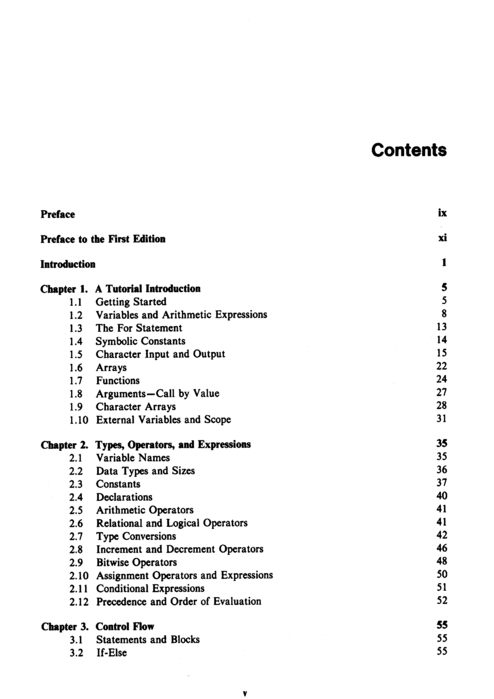 Contents
Preface ix
Preface to the First Edition xi
Introduction 1
Chapter 1. A Tutorial Introduction 5
1.1 Getting Started 5
1.2 Variables and Arithmetic Expressions 8
1.3 The For Statement 13
1.4 Symbolic Constants 14
1.5 Character Input and Output 15
1.6 Arrays 22
1.7 Functions 24
1.8 Arguments—Call by Value 27
1.9 Character Arrays 28
1.10 External Variables and Scope 31
Chapter 2. Types, Operators, and Expressions 35
2.1 Variable Names 35
2.2 Data Types and Sizes 36
2.3 Constants 37
2.4 Declarations 40
2.5 Arithmetic Operators 41
2.6 Relational and Logical Operators 41
2.7 Type Conversions 42
2.8 Increment and Decrement Operators 46
2.9 Bitwise Operators 48
2.10 Assignment Operators and Expressions 50
2.11 Conditional Expressions 51
2.12 Precedence and Order of Evaluation 52
Chapter 3. Control Flow 55
3.1 Statements and Blocks 55
3.2 If-Else 55
v